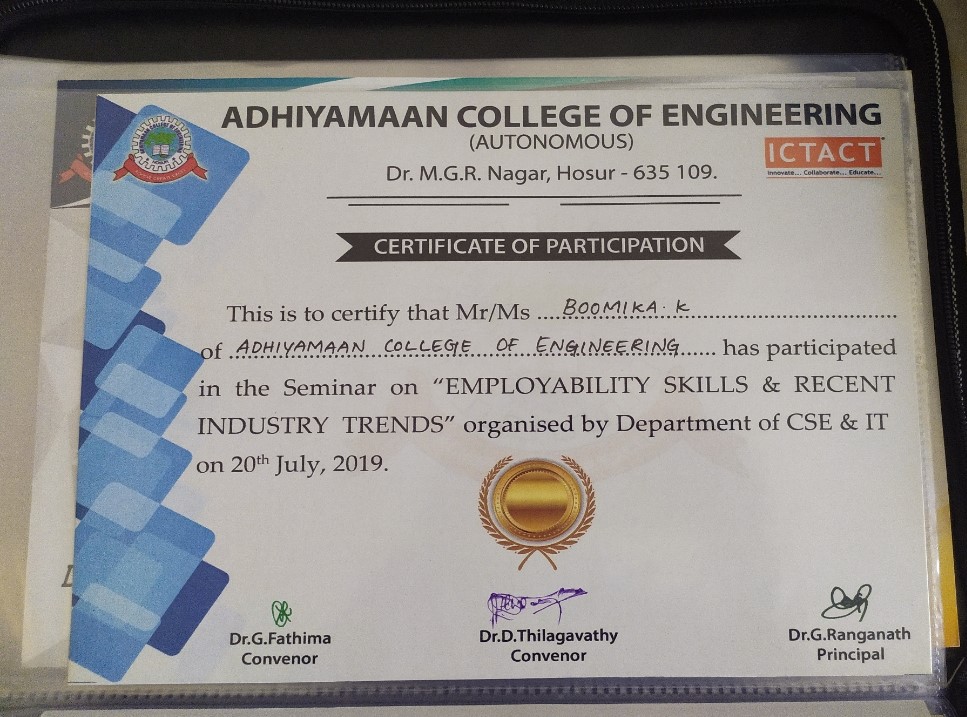 ADHIYAMAAN COLLEGE OF ENGINEERING
(AUTONOMOUS)
Dr. M.G.R. Nagar, Hosur - 635 109.
ICTACT
Innovate... Collaborate... Educate...
CERTIFICATE OF PARTICIPATION
This is to certify that Mr/Ms BOOMIKA. K
of ADHIYAMAAN COLLEGE OF ENGINEERING has participated
in the Seminar on “EMPLOYABILITY SKILLS & RECENT
INDUSTRY TRENDS” organised by Department of CSE & IT
on 20th July, 2019.
Dr.G.Fathima
Convenor
Dr.D.Thilagavathy
Convenor
Dr.G.Ranganath
Principal